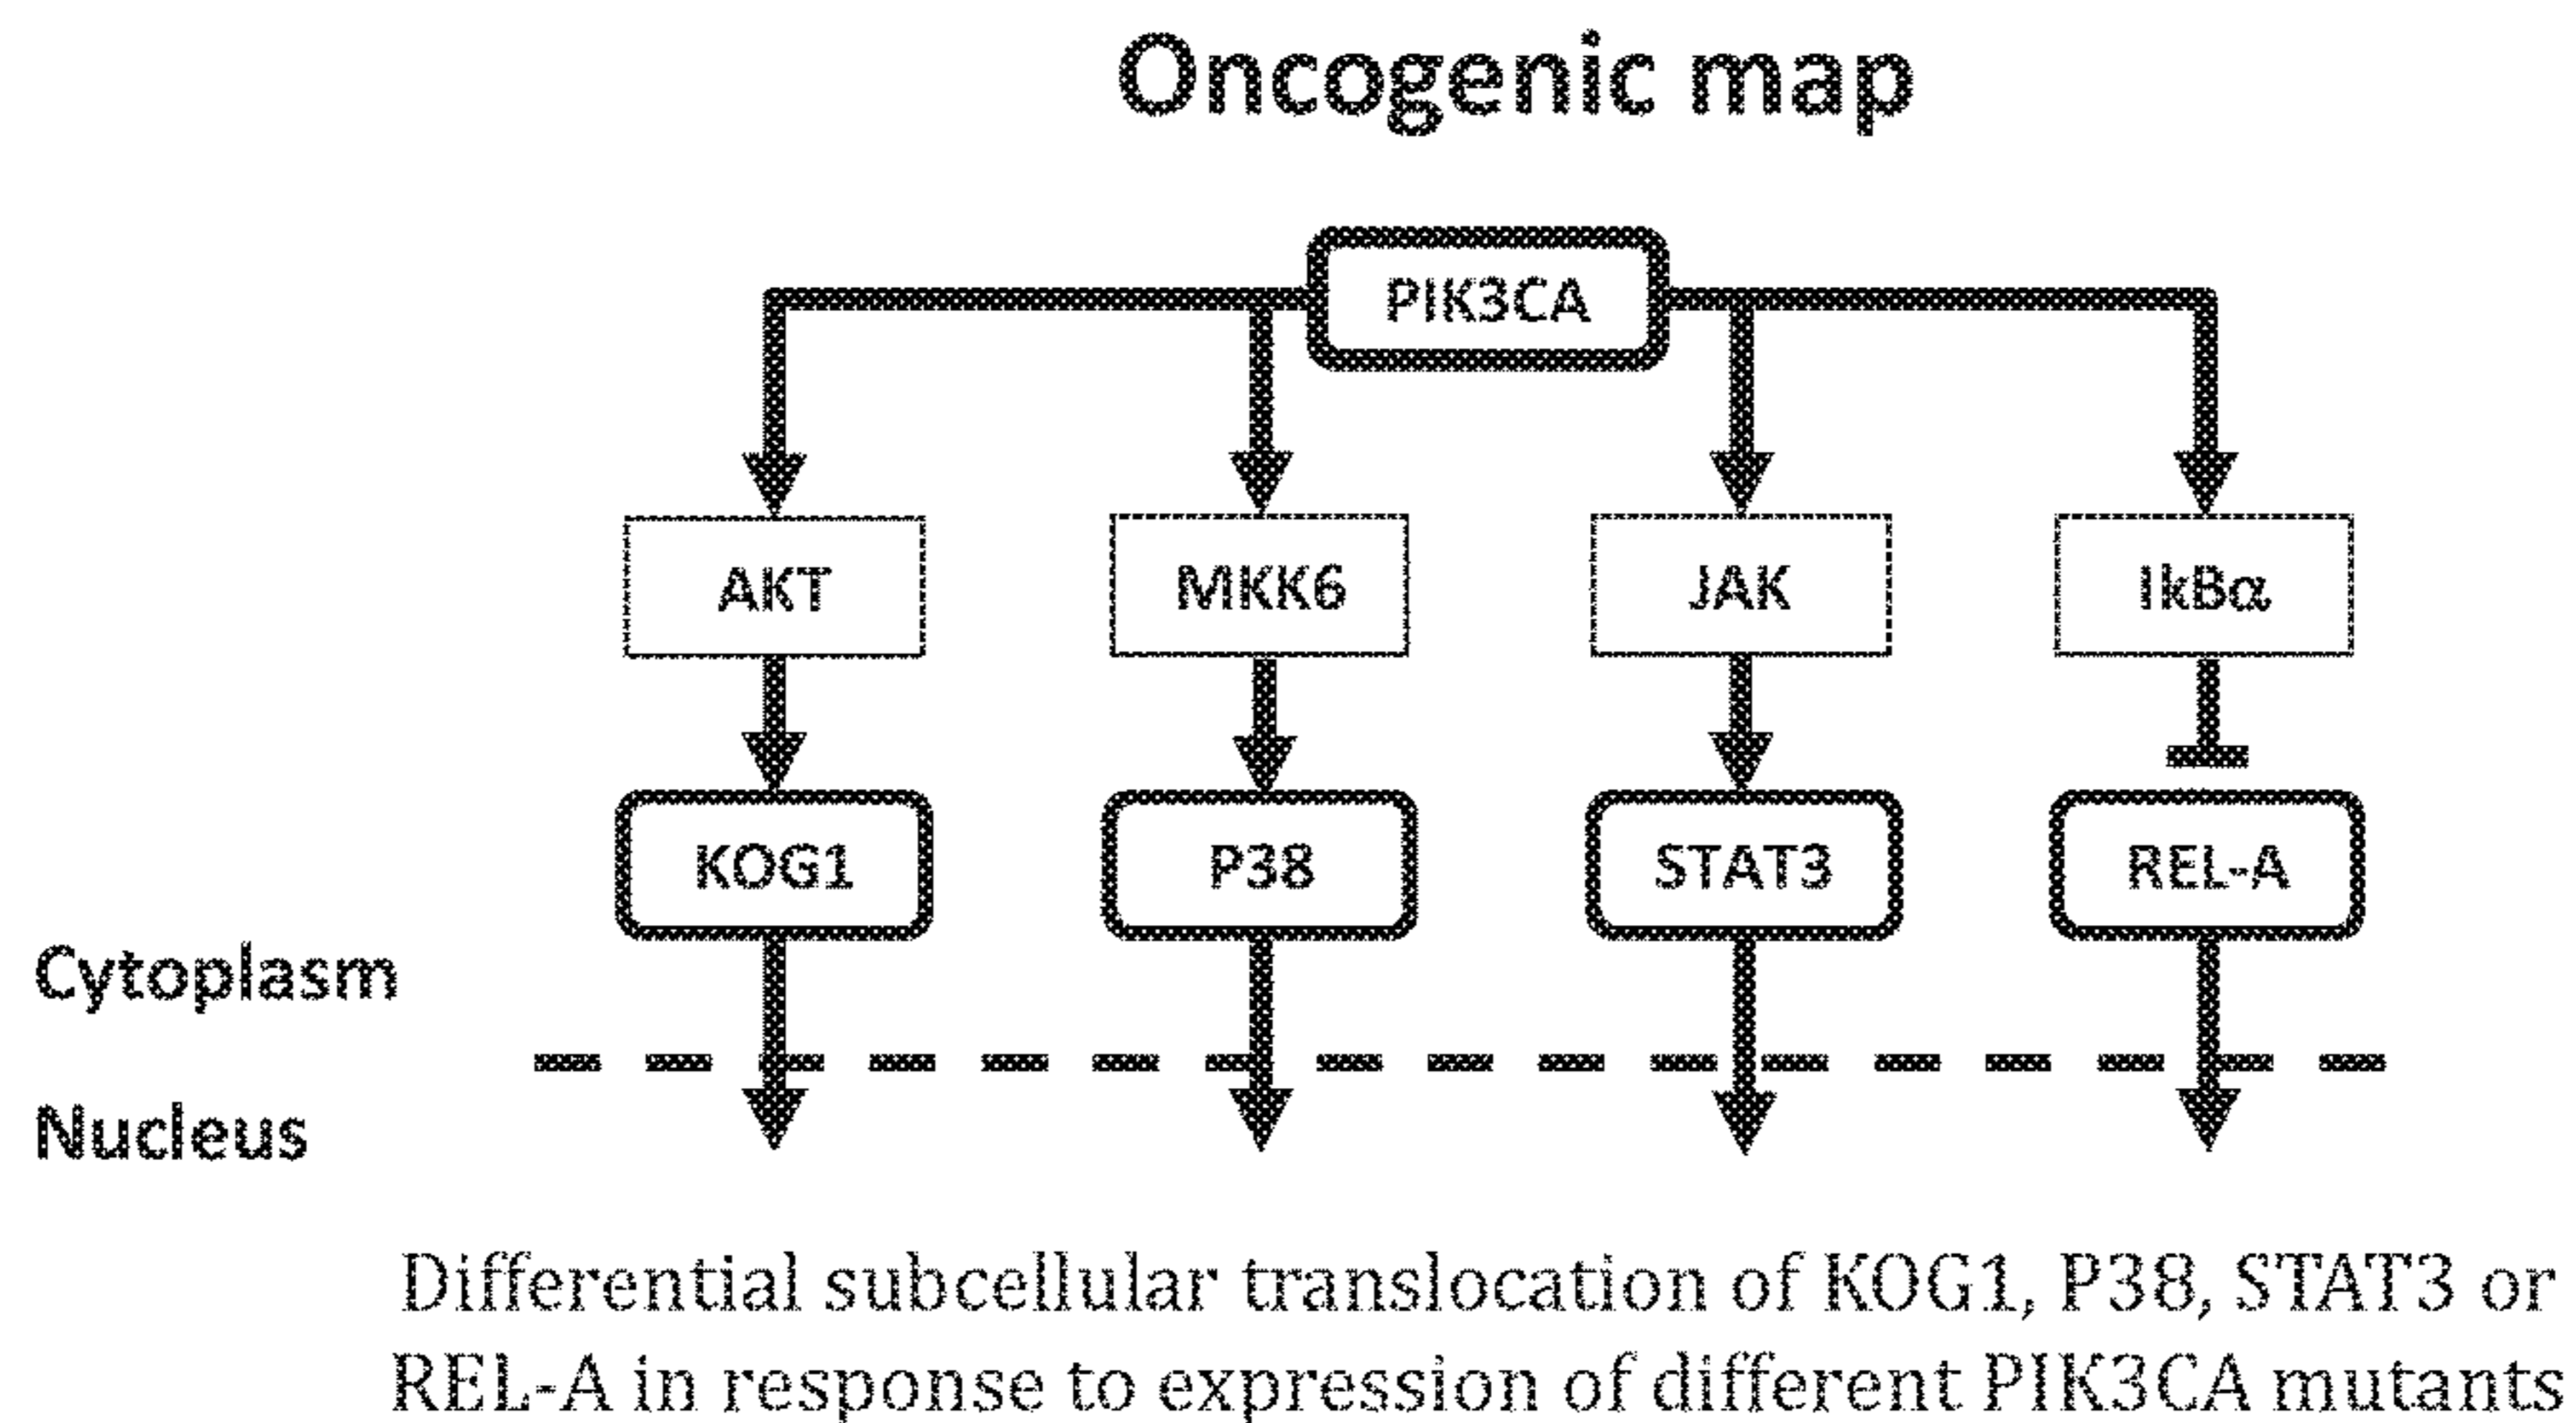 Oncogenic map
PIK3CA
AKT
MKK6
JAK
IkBα
KOG1
P38
STAT3
REL-A
Cytoplasm
Nucleus
Differential subcellular translocation of KOG1, P38, STAT3 or
REL-A in response to expression of different PIK3CA mutants